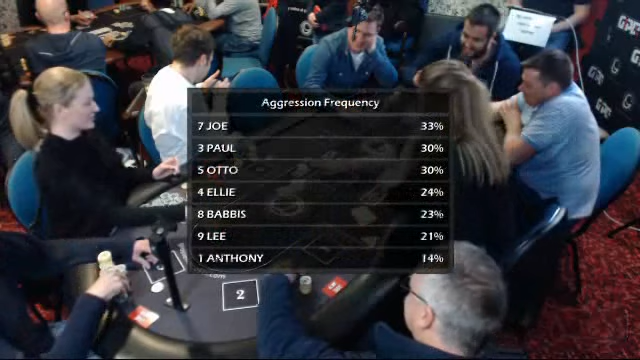 Aggression Frequency
7 JOE 33%
3 PAUL 30%
5 OTTO 30%
4 ELLIE 24%
8 BABBIS 23%
9 LEE 21%
1 ANTHONY 14%
2